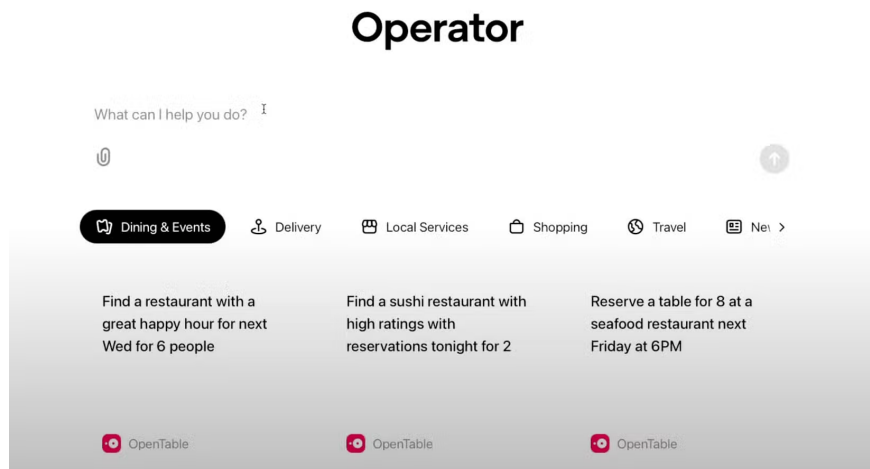 Operator
What can I help you do?
Dining & Events
Delivery
Local Services
Shopping
Travel
Nev
Find a restaurant with a
great happy hour for next
Wed for 6 people
Find a sushi restaurant with
high ratings with
reservations tonight for 2
Reserve a table for 8 at a
seafood restaurant next
Friday at 6PM
OpenTable
OpenTable
OpenTable